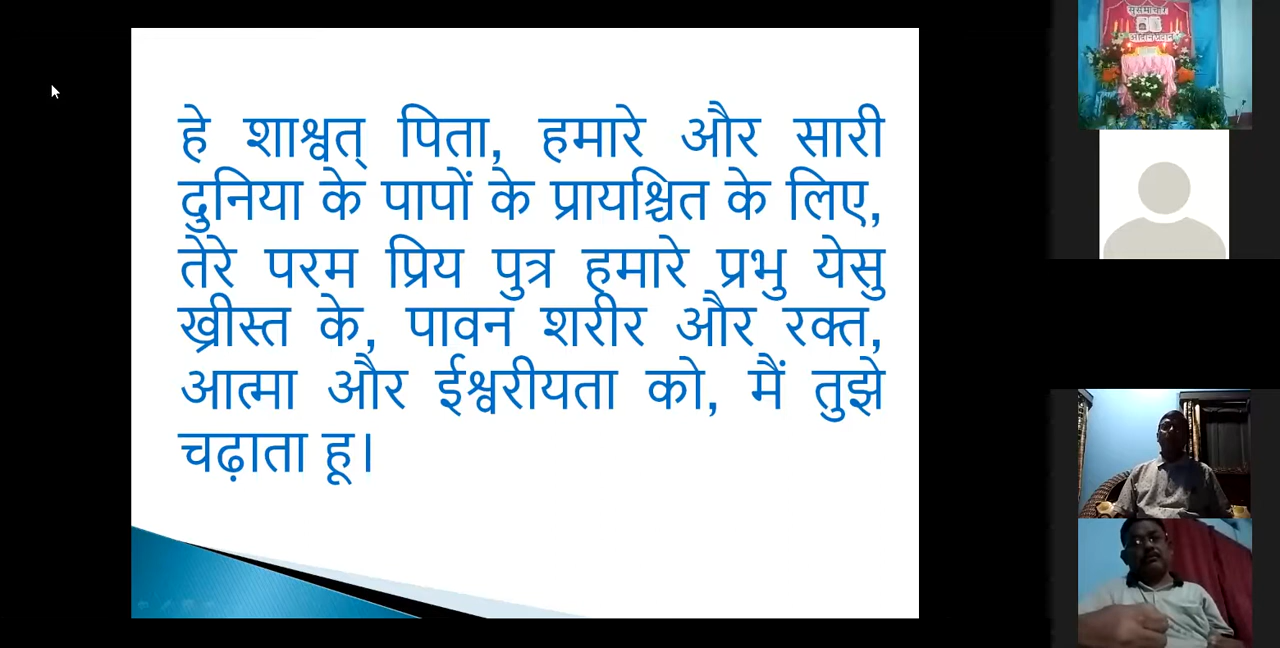 हे शाश्वत् पिता, हमारे और सारी
दुनिया के पापों के प्रायश्चित के लिए,
तेरे परम प्रिय पुत्र हमारे प्रभु येसु
ख्रीस्त के, पावन शरीर और रक्त,
आत्मा और ईश्वरीयता को, मैं तुझे
चढ़ाता हू।